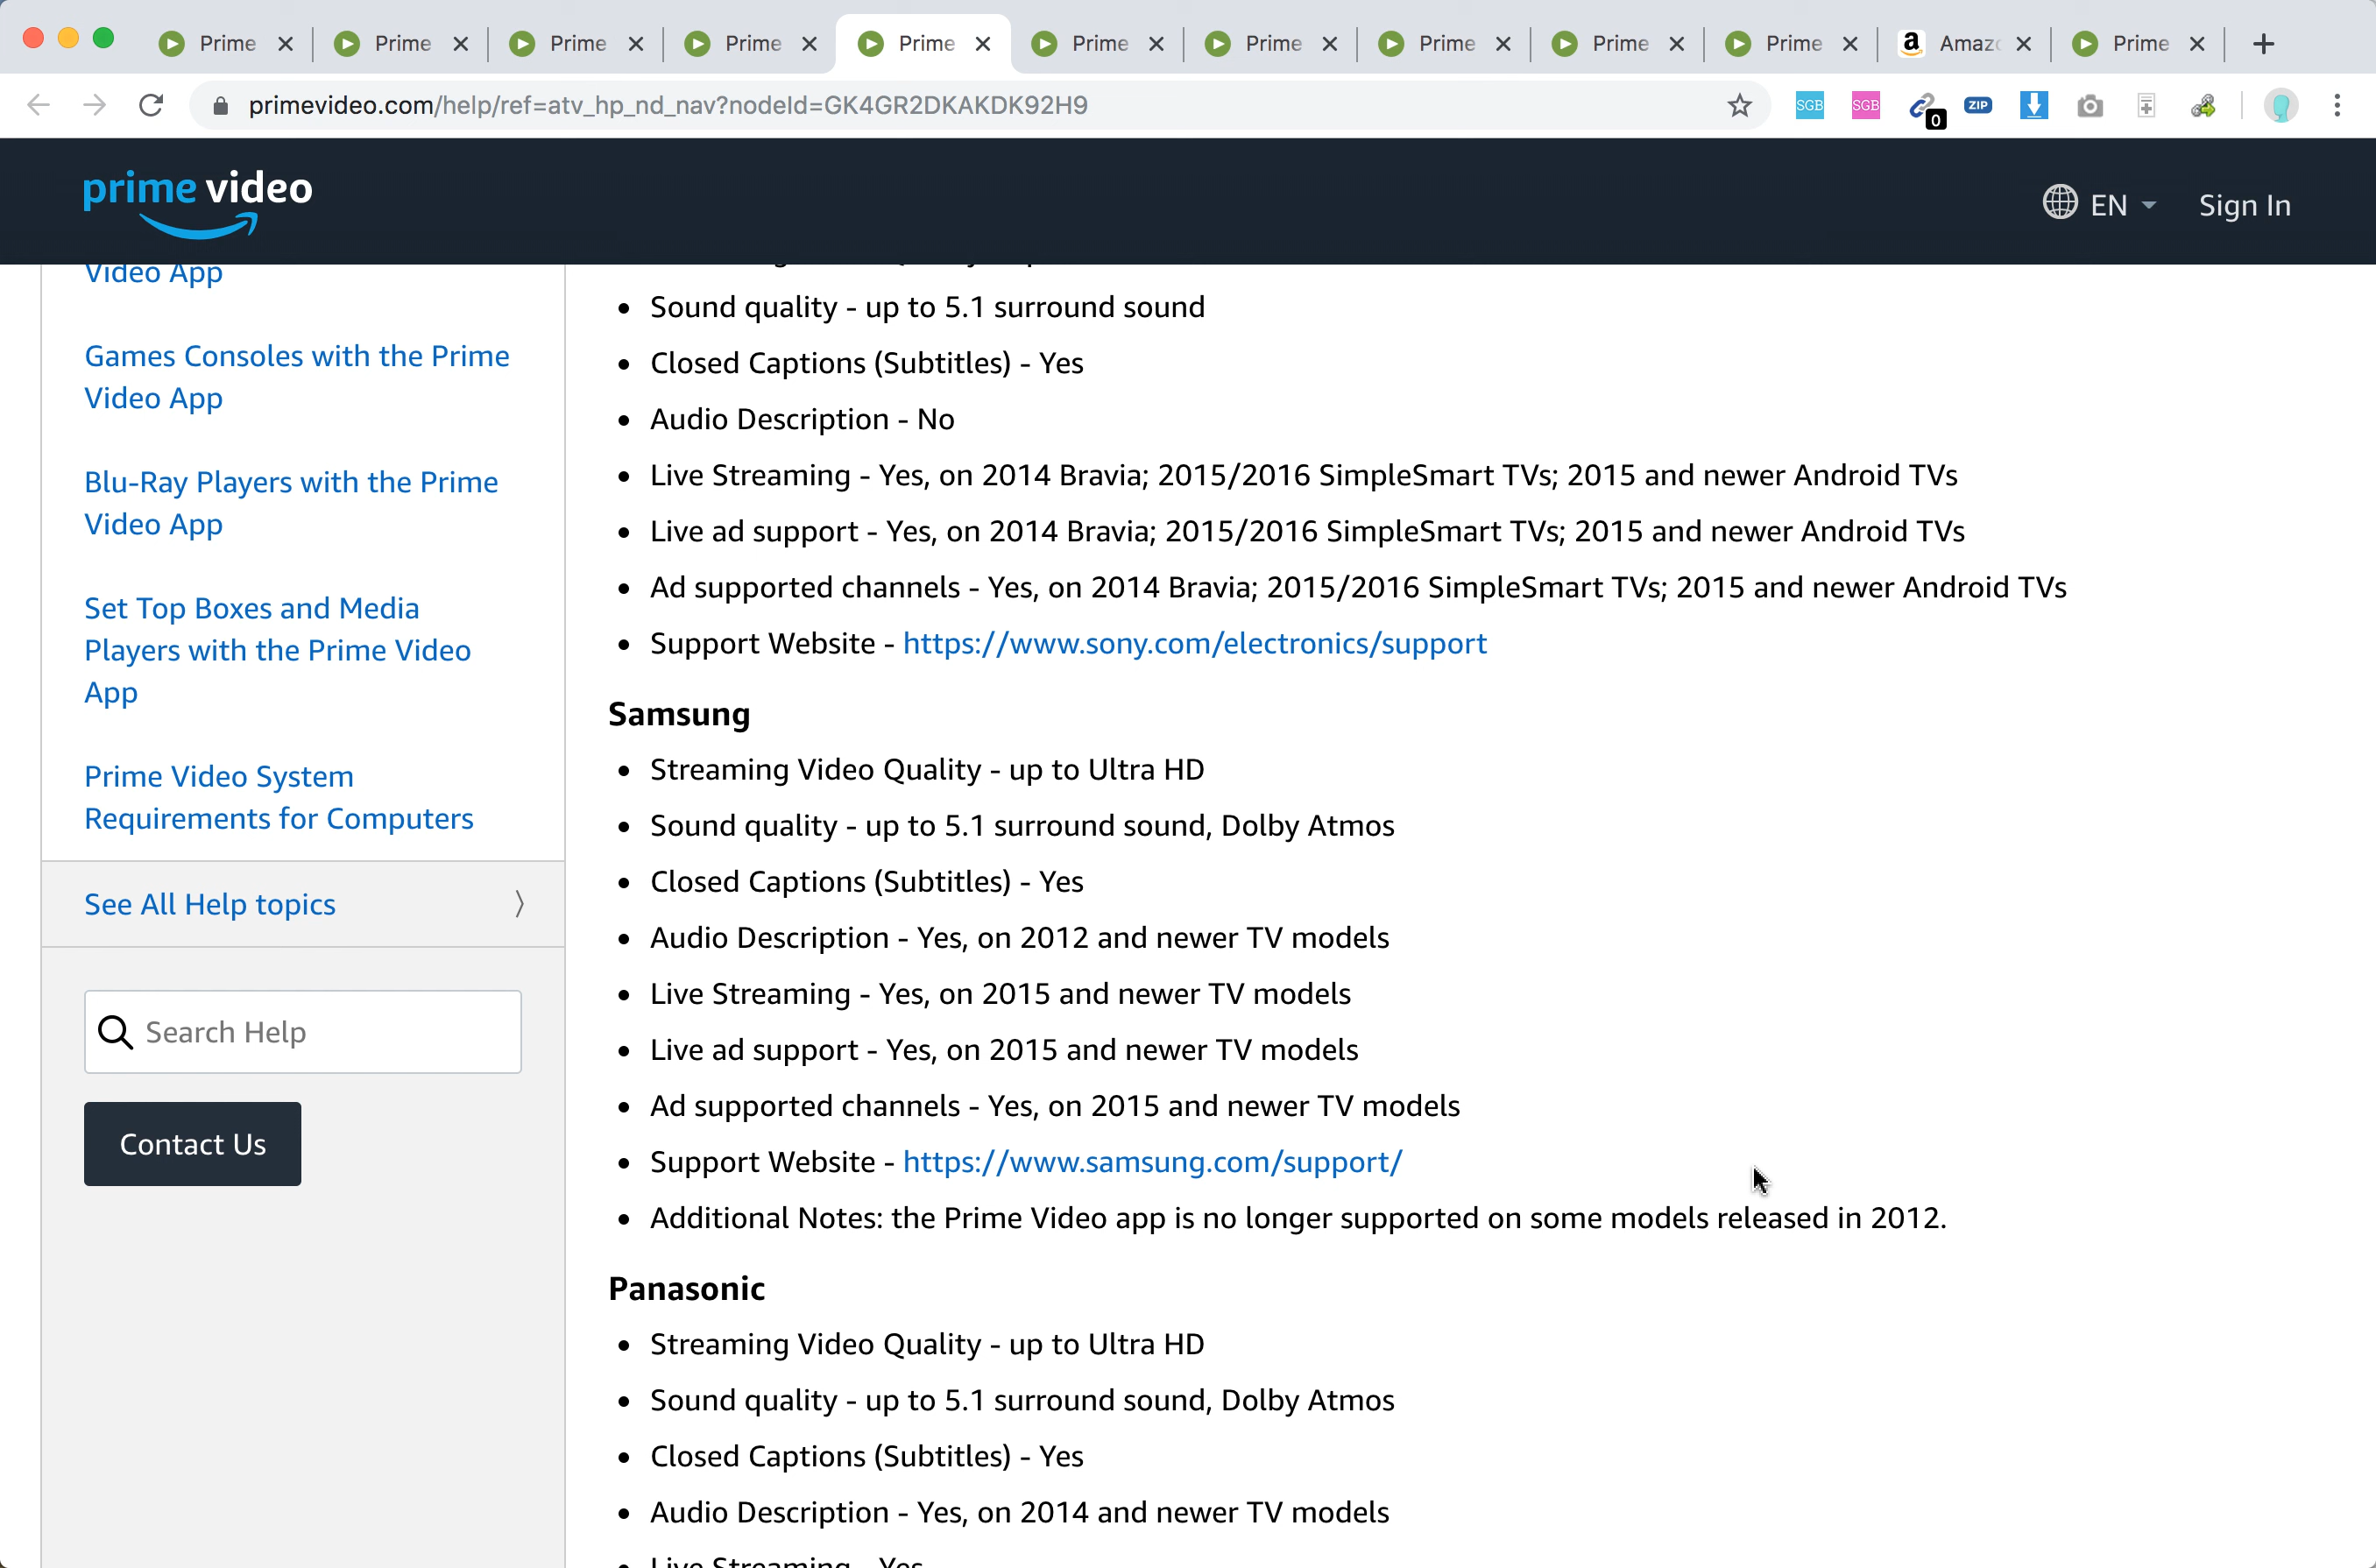 Prime
Prime
Prime
Prime
Prime
Prime
Prime
Prime
Prime
Prime
Amazo
Prime
primevideo.com/help/ref=atv_hp_nd_nav?nodeId=GK4GR2DKAKDK92H9
SGB
SGB
0
ZIP
prime video
EN
Sign In
Video App
Games Consoles with the Prime
Video App
Blu-Ray Players with the Prime
Video App
Set Top Boxes and Media
Players with the Prime Video
App
Prime Video System
Requirements for Computers
See All Help topics
Search Help
Contact Us
• Sound quality - up to 5.1 surround sound
• Closed Captions (Subtitles) - Yes
• Audio Description - No
• Live Streaming - Yes, on 2014 Bravia; 2015/2016 SimpleSmart TVs; 2015 and newer Android TVs
• Live ad support - Yes, on 2014 Bravia; 2015/2016 SimpleSmart TVs; 2015 and newer Android TVs
• Ad supported channels - Yes, on 2014 Bravia; 2015/2016 SimpleSmart TVs; 2015 and newer Android TVs
• Support Website - https://www.sony.com/electronics/support
Samsung
• Streaming Video Quality - up to Ultra HD
• Sound quality - up to 5.1 surround sound, Dolby Atmos
• Closed Captions (Subtitles) - Yes
• Audio Description - Yes, on 2012 and newer TV models
• Live Streaming - Yes, on 2015 and newer TV models
• Live ad support - Yes, on 2015 and newer TV models
• Ad supported channels - Yes, on 2015 and newer TV models
• Support Website - https://www.samsung.com/support/
• Additional Notes: the Prime Video app is no longer supported on some models released in 2012.
Panasonic
• Streaming Video Quality - up to Ultra HD
• Sound quality - up to 5.1 surround sound, Dolby Atmos
• Closed Captions (Subtitles) - Yes
• Audio Description - Yes, on 2014 and newer TV models
• Live Streaming - Yes